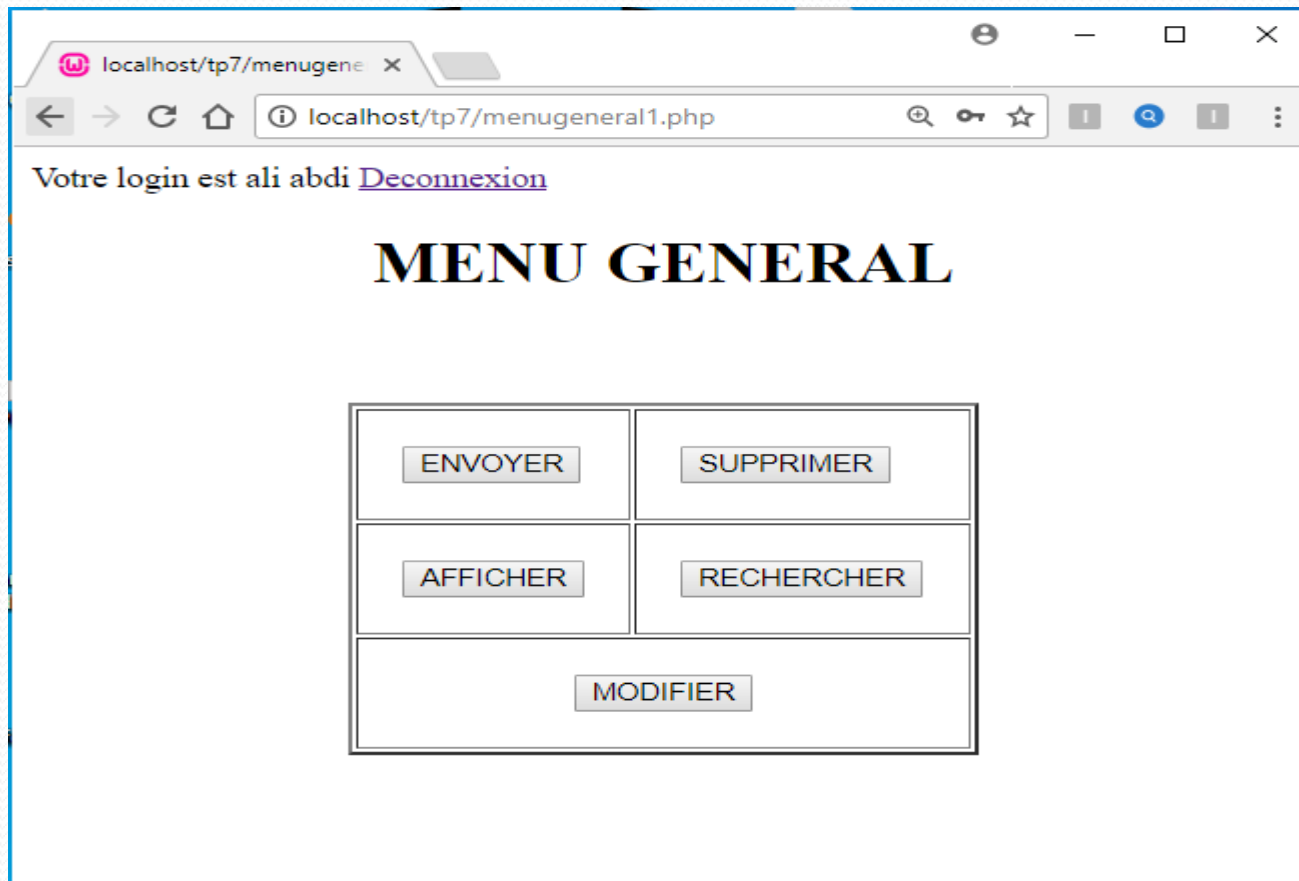 localhost/tp7/menugene
localhost/tp7/menugeneral1.php
Votre login est ali abdi Deconnexion
MENU GENERAL
ENVOYER SUPPRIMER
AFFICHER RECHERCHER
MODIFIER